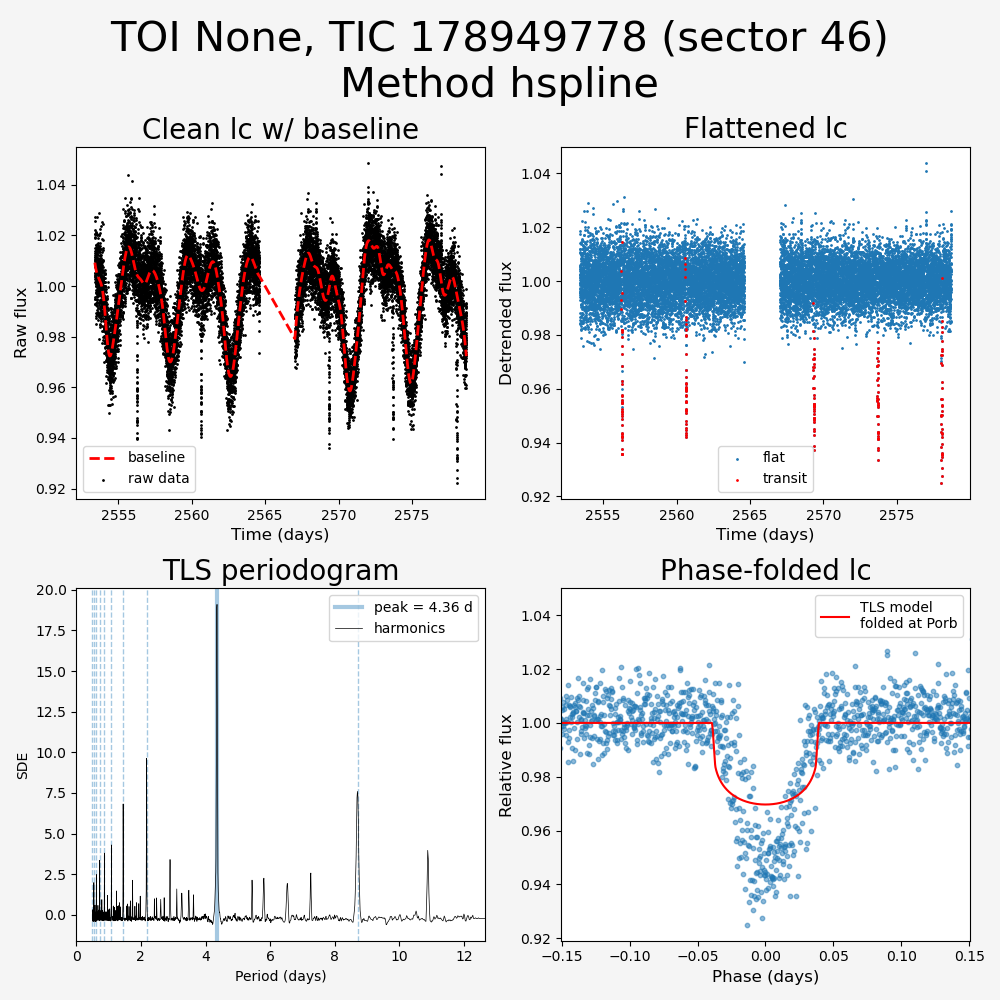 TOI None, TIC 178949778 (sector 46)
Method hspline
Clean lc w/ baseline
Raw flux
1.04
1.02
1.00
0.98
0.96
0.94
0.92
baseline
raw data
2555
2560
2565
2570
2575
Time (days)
Flattened lc
Detrended flux
1.04
1.02
1.00
0.98
0.96
0.94
0.92
flat
transit
2555
2560
2565
2570
2575
Time (days)
TLS periodogram
SDE
20.0
17.5
15.0
12.5
10.0
7.5
5.0
2.5
0.0
peak = 4.36 d
harmonics
0
2
4
6
8
10
12
Period (days)
Phase-folded lc
Relative flux
1.04
1.02
1.00
0.98
0.96
0.94
0.92
TLS model
folded at Porb
−0.15
−0.10
−0.05
0.00
0.05
0.10
0.15
Phase (days)